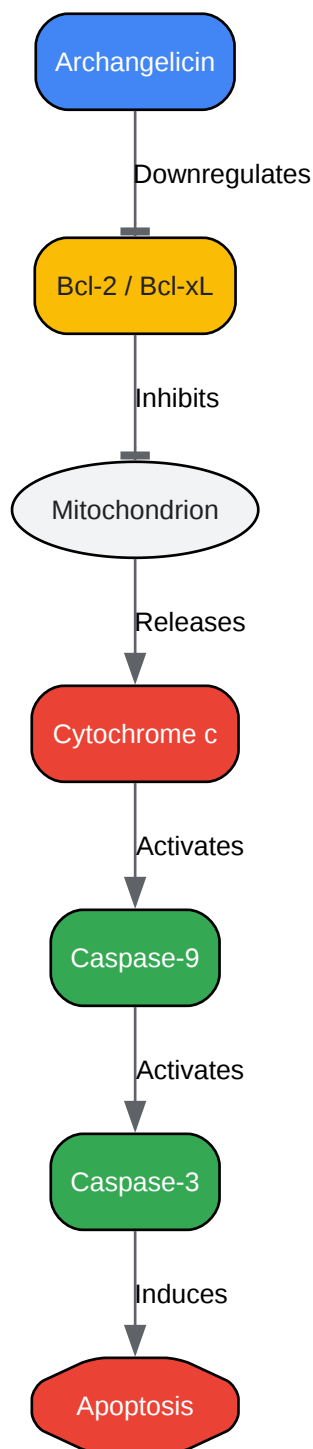 Archangelicin
Downregulates
Bcl-2 / Bcl-xL
Inhibits
Mitochondrion
Releases
Cytochrome c
Activates
Caspase-9
Activates
Caspase-3
Induces
Apoptosis